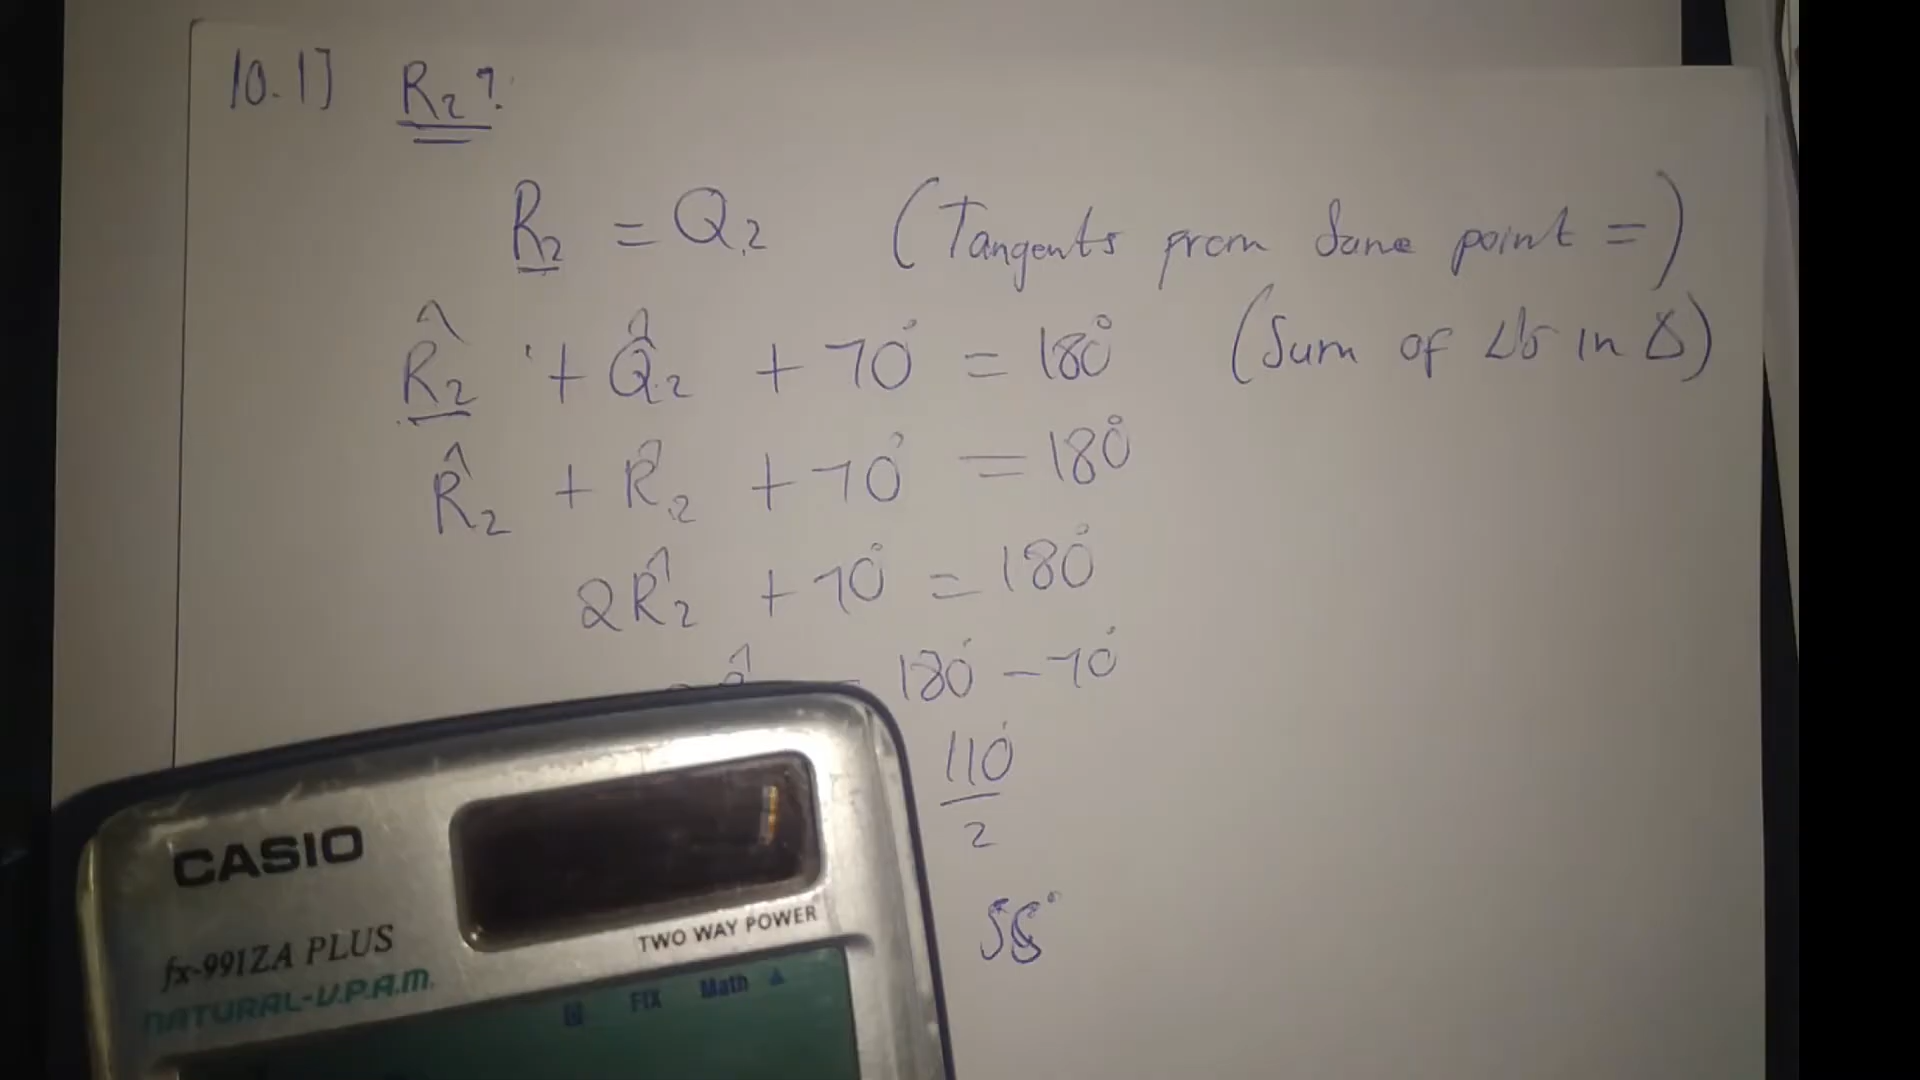 10.1] R2?
R2 = Q2 (Tangents from Same point =)
R̂2 + Q̂2 + 70° = 180° (Sum of ∠s in Δ)
R̂2 + R̂2 + 70° = 180°
2R̂2 + 70° = 180°
180° - 70°
110°
2
55°
CASIO
TWO WAY POWER
fx-991ZA PLUS
NATURAL-V.P.A.M.
D FIX Math ▲